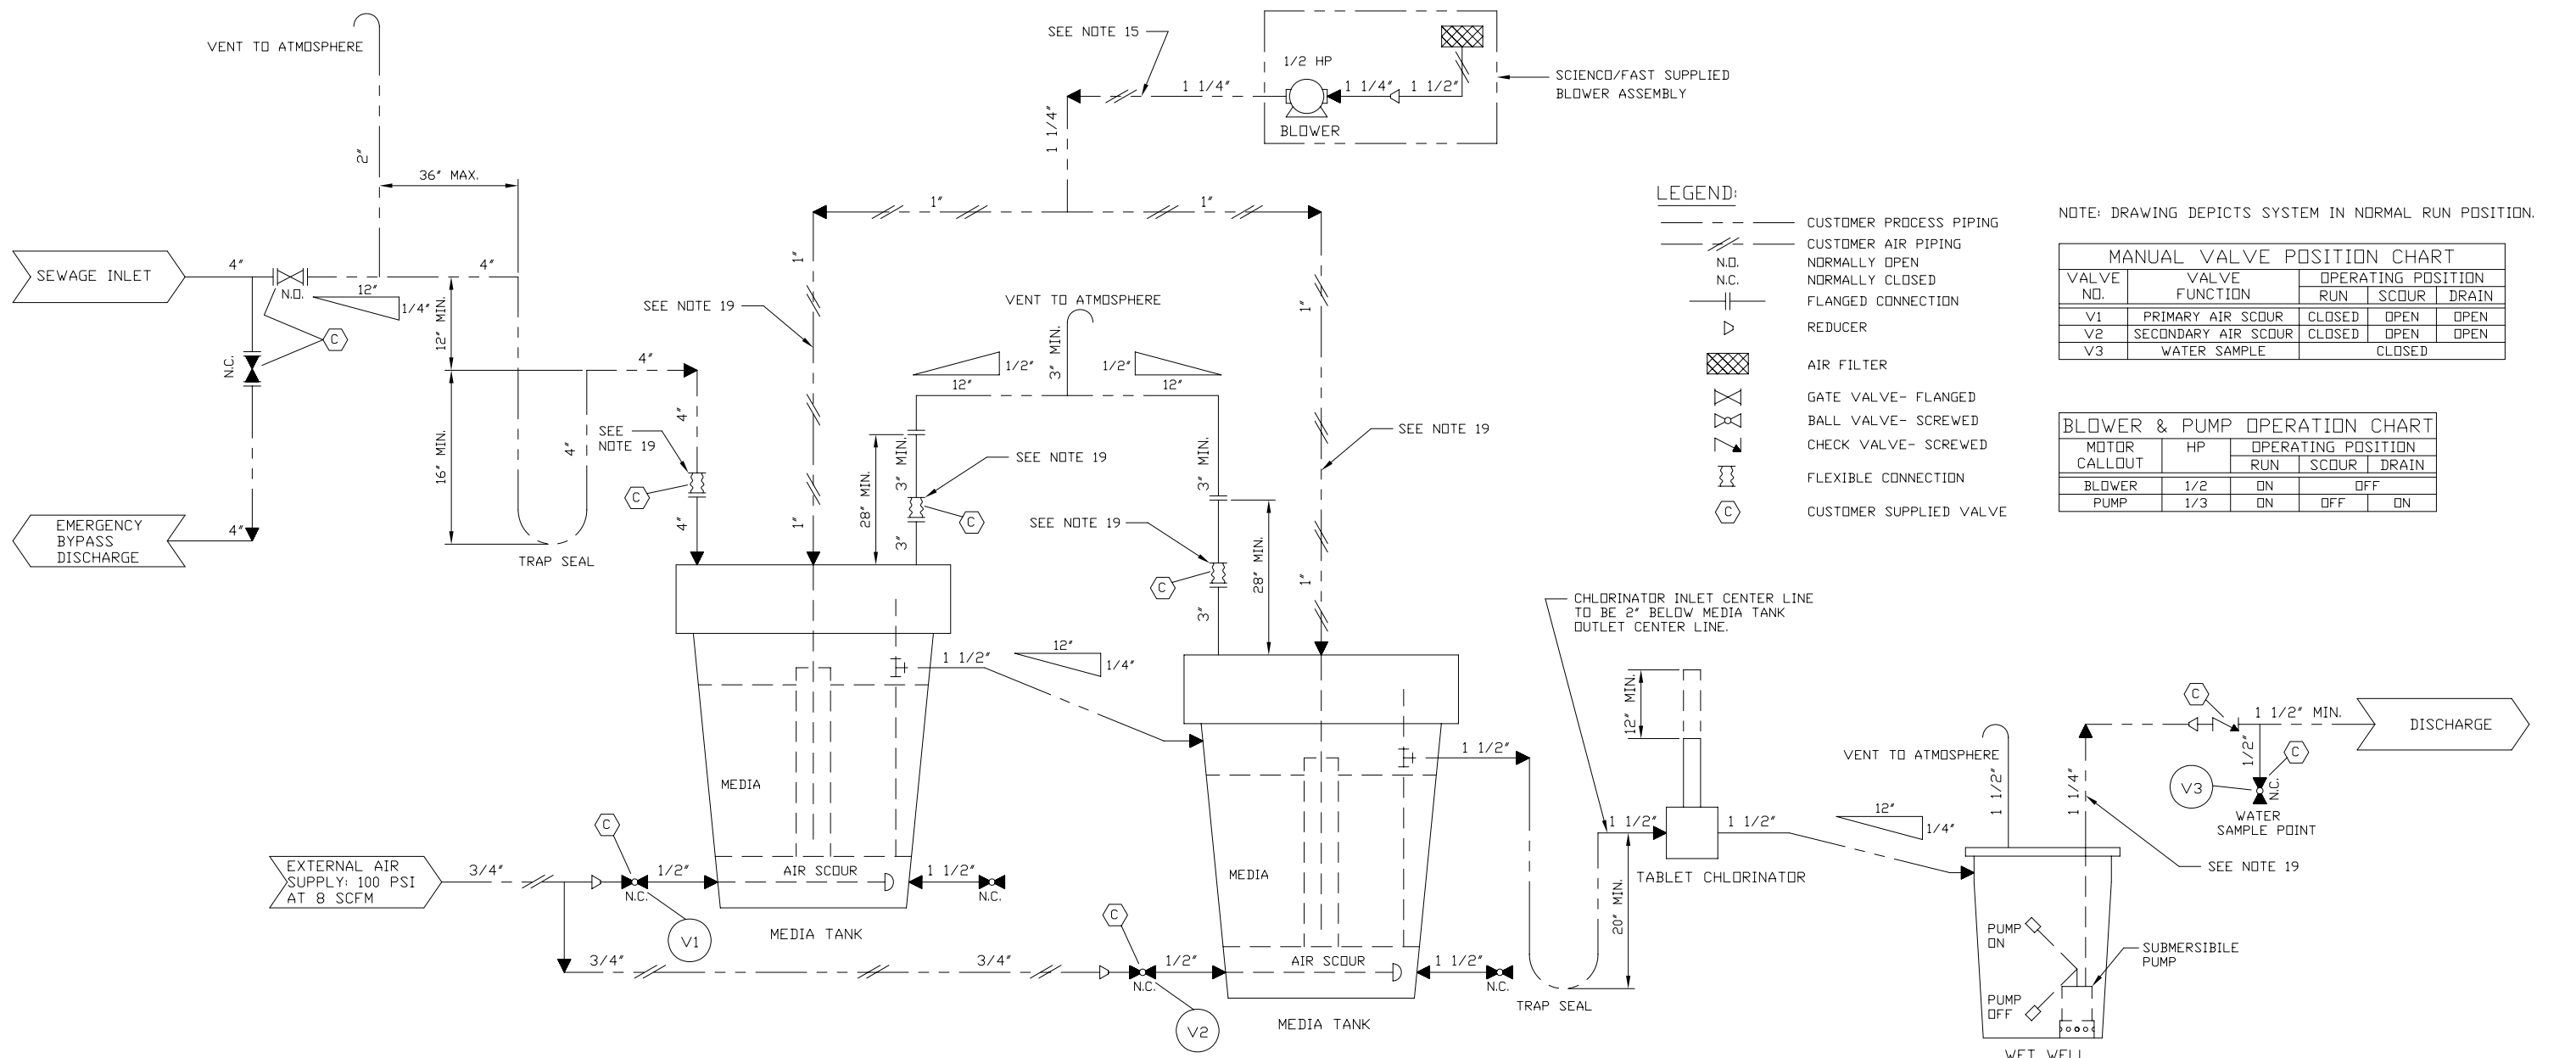 VENT TO ATMOSPHERE
2"
36" MAX.
SEWAGE INLET
4"
N.O.
12"
1/4"
4"
C
N.C.
12" MIN.
16" MIN.
4"
EMERGENCY
BYPASS
DISCHARGE
4"
TRAP SEAL
4"
4"
SEE
NOTE 19
C
4"
SEE NOTE 15
1 1/4"
1 1/4"
1/2 HP
1 1/4"
1 1/2"
BLOWER
SCIENCO/FAST SUPPLIED
BLOWER ASSEMBLY
1"
1"
1"
1"
SEE NOTE 19
1"
VENT TO ATMOSPHERE
3" MIN.
1/2"
12"
1/2"
12"
28" MIN.
3" MIN.
SEE NOTE 19
C
3"
3" MIN.
SEE NOTE 19
C
3"
28" MIN.
SEE NOTE 19
1"
LEGEND:
CUSTOMER PROCESS PIPING
CUSTOMER AIR PIPING
N.O. NORMALLY OPEN
N.C. NORMALLY CLOSED
FLANGED CONNECTION
REDUCER
AIR FILTER
GATE VALVE- FLANGED
BALL VALVE- SCREWED
CHECK VALVE- SCREWED
FLEXIBLE CONNECTION
C CUSTOMER SUPPLIED VALVE
NOTE: DRAWING DEPICTS SYSTEM IN NORMAL RUN POSITION.
MANUAL VALVE POSITION CHART
VALVE NO. VALVE FUNCTION OPERATING POSITION
RUN SCOUR DRAIN
V1 PRIMARY AIR SCOUR CLOSED OPEN OPEN
V2 SECONDARY AIR SCOUR CLOSED OPEN OPEN
V3 WATER SAMPLE CLOSED
BLOWER & PUMP OPERATION CHART
MOTOR CALLOUT HP OPERATING POSITION
RUN SCOUR DRAIN
BLOWER 1/2 ON OFF
PUMP 1/3 ON OFF ON
MEDIA
AIR SCOUR
MEDIA TANK
1 1/2"
12"
1/4"
EXTERNAL AIR
SUPPLY: 100 PSI
AT 8 SCFM
3/4"
C
N.C.
1/2"
V1
1 1/2"
N.C.
3/4"
3/4"
C
N.C.
1/2"
V2
MEDIA
AIR SCOUR
MEDIA TANK
1 1/2"
1 1/2"
N.C.
TRAP SEAL
CHLORINATOR INLET CENTER LINE
TO BE 2" BELOW MEDIA TANK
OUTLET CENTER LINE.
12" MIN.
1 1/2"
20" MIN.
TABLET CHLORINATOR
1 1/2"
12"
1/4"
VENT TO ATMOSPHERE
1 1/2"
1 1/4"
SEE NOTE 19
C
1 1/2" MIN.
DISCHARGE
1/2"
C
V3
N.C.
WATER
SAMPLE POINT
PUMP
ON
PUMP
OFF
SUBMERSIBILE
PUMP
WET WELL